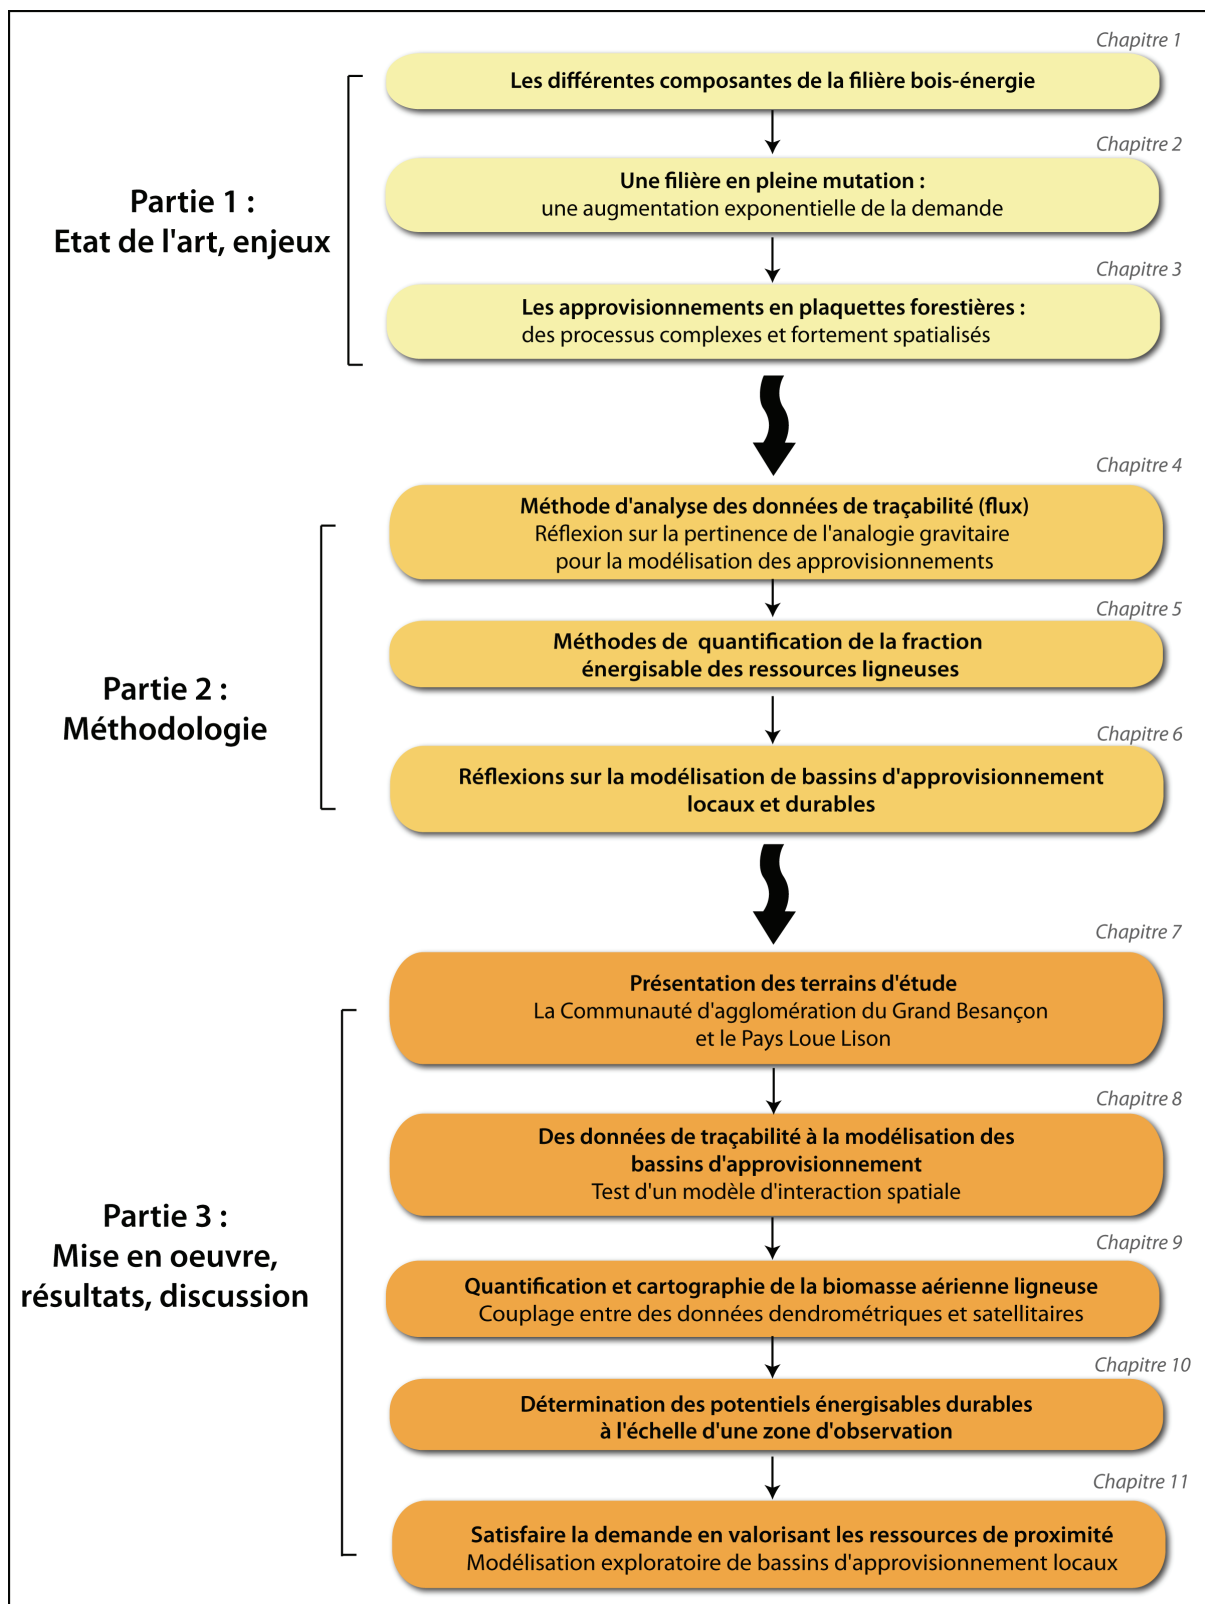 Chapitre 1
Les différentes composantes de la filière bois-énergie
Chapitre 2
Une filière en pleine mutation :
une augmentation exponentielle de la demande
Partie 1 :
Etat de l'art, enjeux
Chapitre 3
Les approvisionnements en plaquettes forestières :
des processus complexes et fortement spatialisés
Chapitre 4
Méthode d'analyse des données de traçabilité (flux)
Réflexion sur la pertinence de l'analogie gravitaire
pour la modélisation des approvisionnements
Chapitre 5
Méthodes de quantification de la fraction
énergisable des ressources ligneuses
Partie 2 :
Méthodologie
Chapitre 6
Réflexions sur la modélisation de bassins d'approvisionnement
locaux et durables
Chapitre 7
Présentation des terrains d'étude
La Communauté d'agglomération du Grand Besançon
et le Pays Loue Lison
Chapitre 8
Des données de traçabilité à la modélisation des
bassins d'approvisionnement
Test d'un modèle d'interaction spatiale
Partie 3 :
Mise en oeuvre,
résultats, discussion
Chapitre 9
Quantification et cartographie de la biomasse aérienne ligneuse
Couplage entre des données dendrométriques et satellitaires
Chapitre 10
Détermination des potentiels énergisables durables
à l'échelle d'une zone d'observation
Chapitre 11
Satisfaire la demande en valorisant les ressources de proximité
Modélisation exploratoire de bassins d'approvisionnement locaux